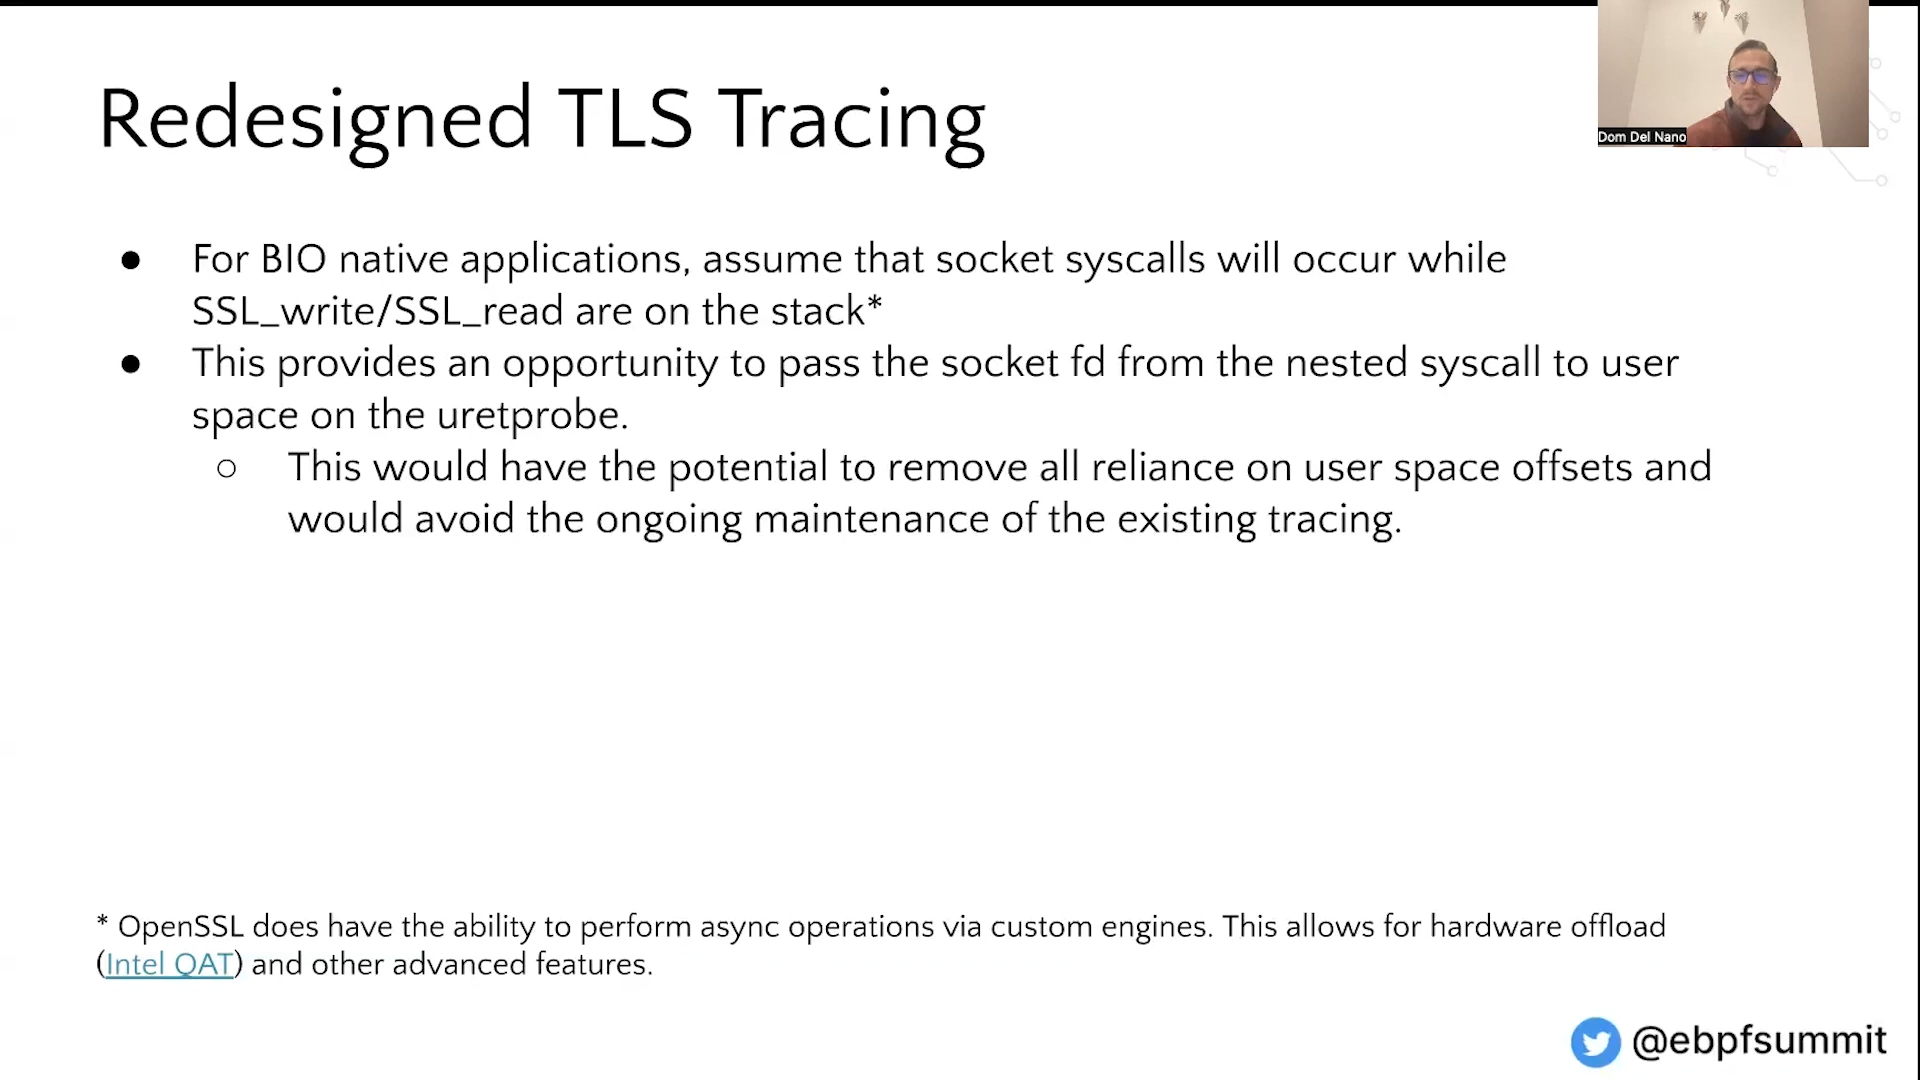 Dom Del Nano
Redesigned TLS Tracing
● For BIO native applications, assume that socket syscalls will occur while
SSL_write/SSL_read are on the stack*
● This provides an opportunity to pass the socket fd from the nested syscall to user
space on the uretprobe.
○ This would have the potential to remove all reliance on user space offsets and
would avoid the ongoing maintenance of the existing tracing.
* OpenSSL does have the ability to perform async operations via custom engines. This allows for hardware offload
(Intel QAT) and other advanced features.
@ebpfsummit